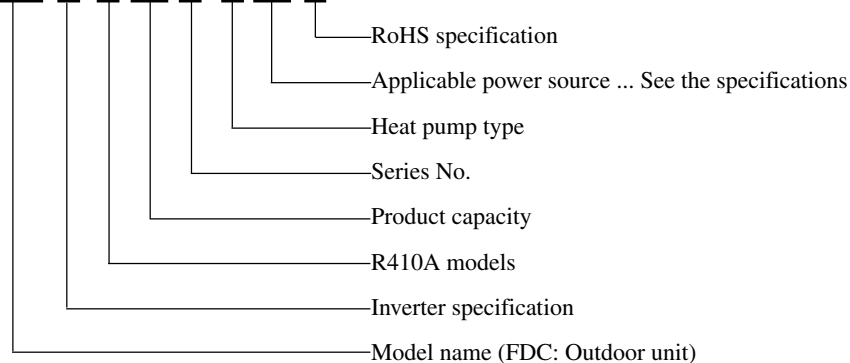 RoHS specification
Applicable power source ... See the specifications
Heat pump type
Series No.
Product capacity
R410A models
Inverter specification
Model name (FDC: Outdoor unit)